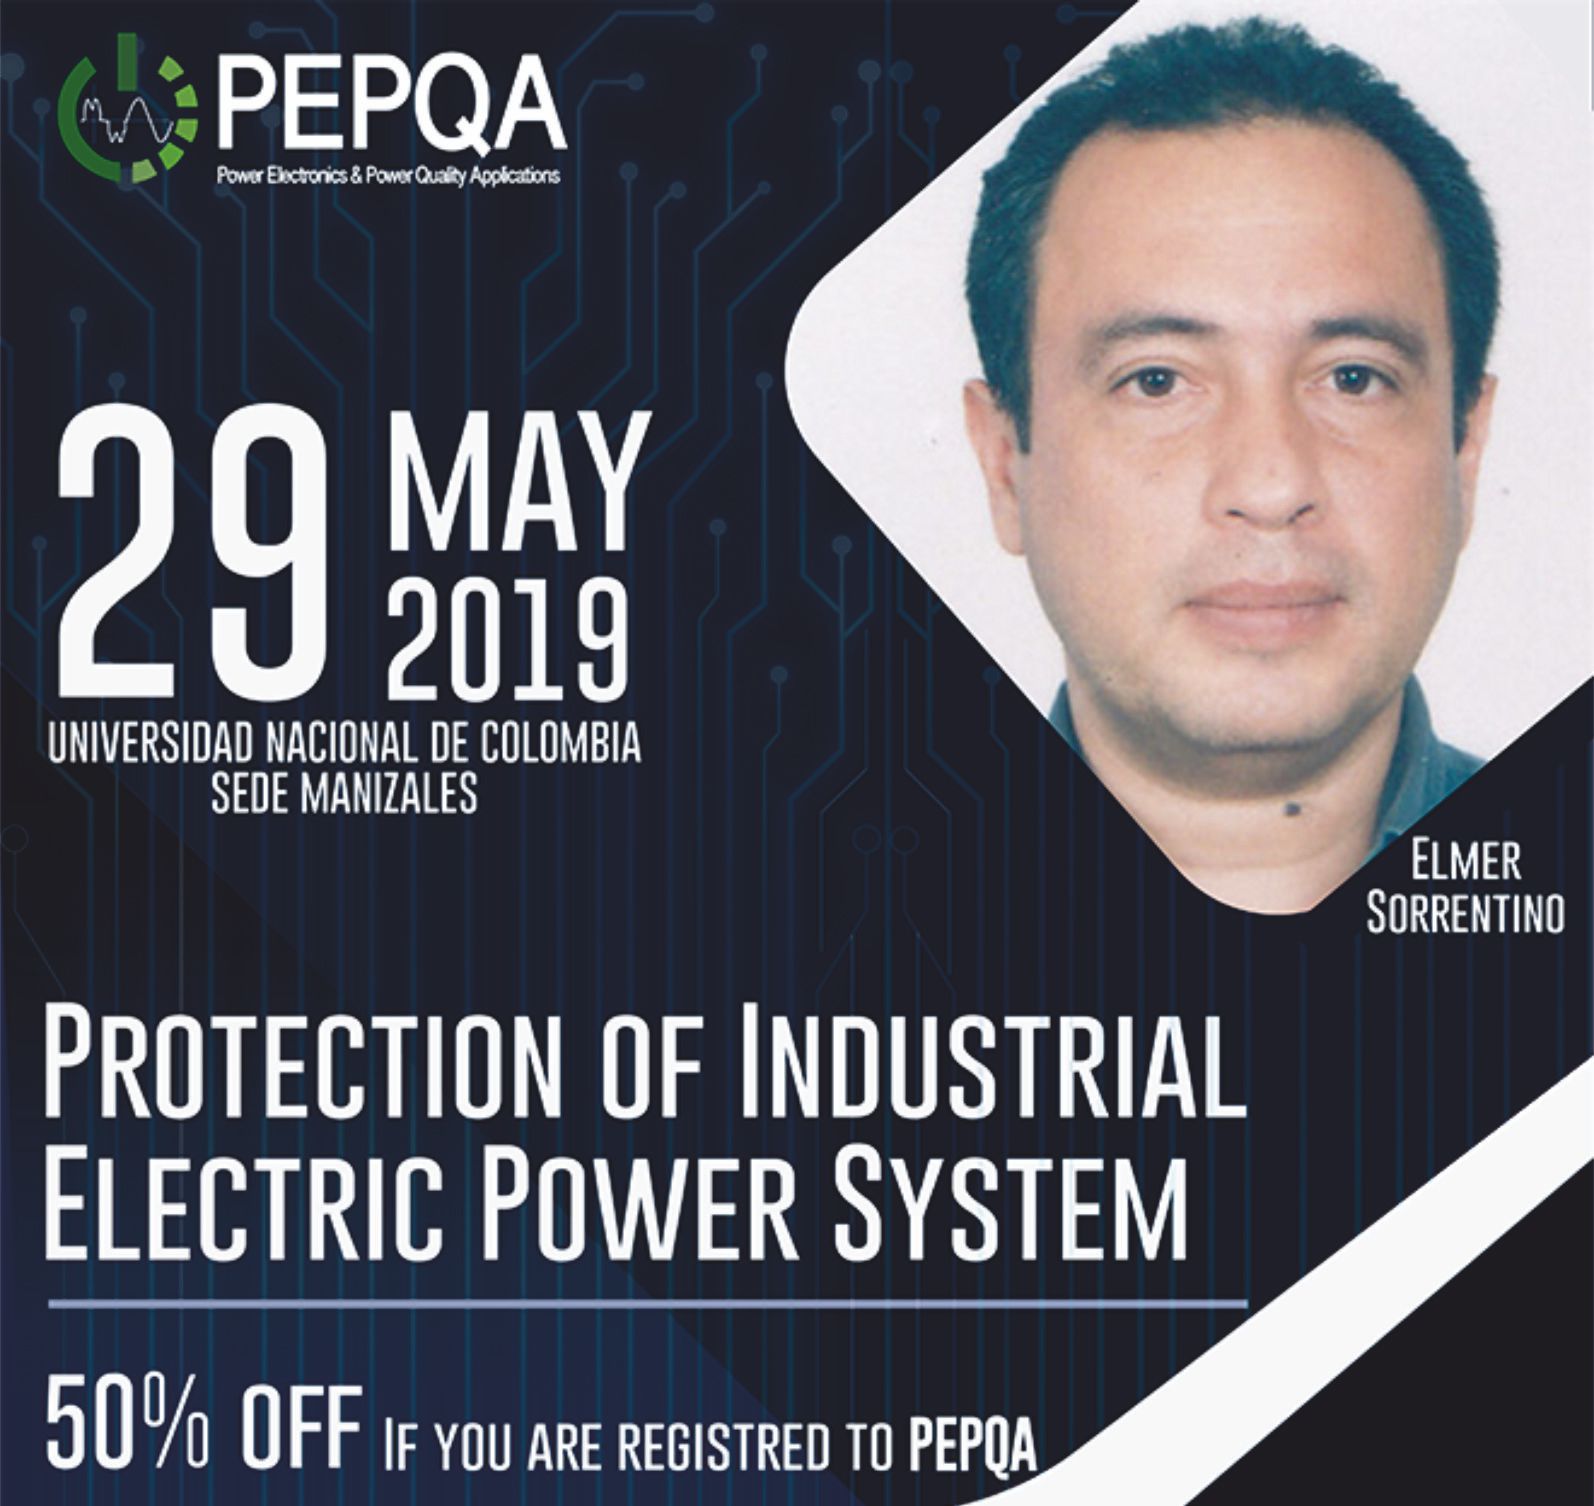 PEPQA
Power Electronics & Power Quality Applications
29 MAY
2019
UNIVERSIDAD NACIONAL DE COLOMBIA
SEDE MANIZALES
ELMER
SORRENTINO
PROTECTION OF INDUSTRIAL
ELECTRIC POWER SYSTEM
50% OFF IF YOU ARE REGISTRED TO PEPQA